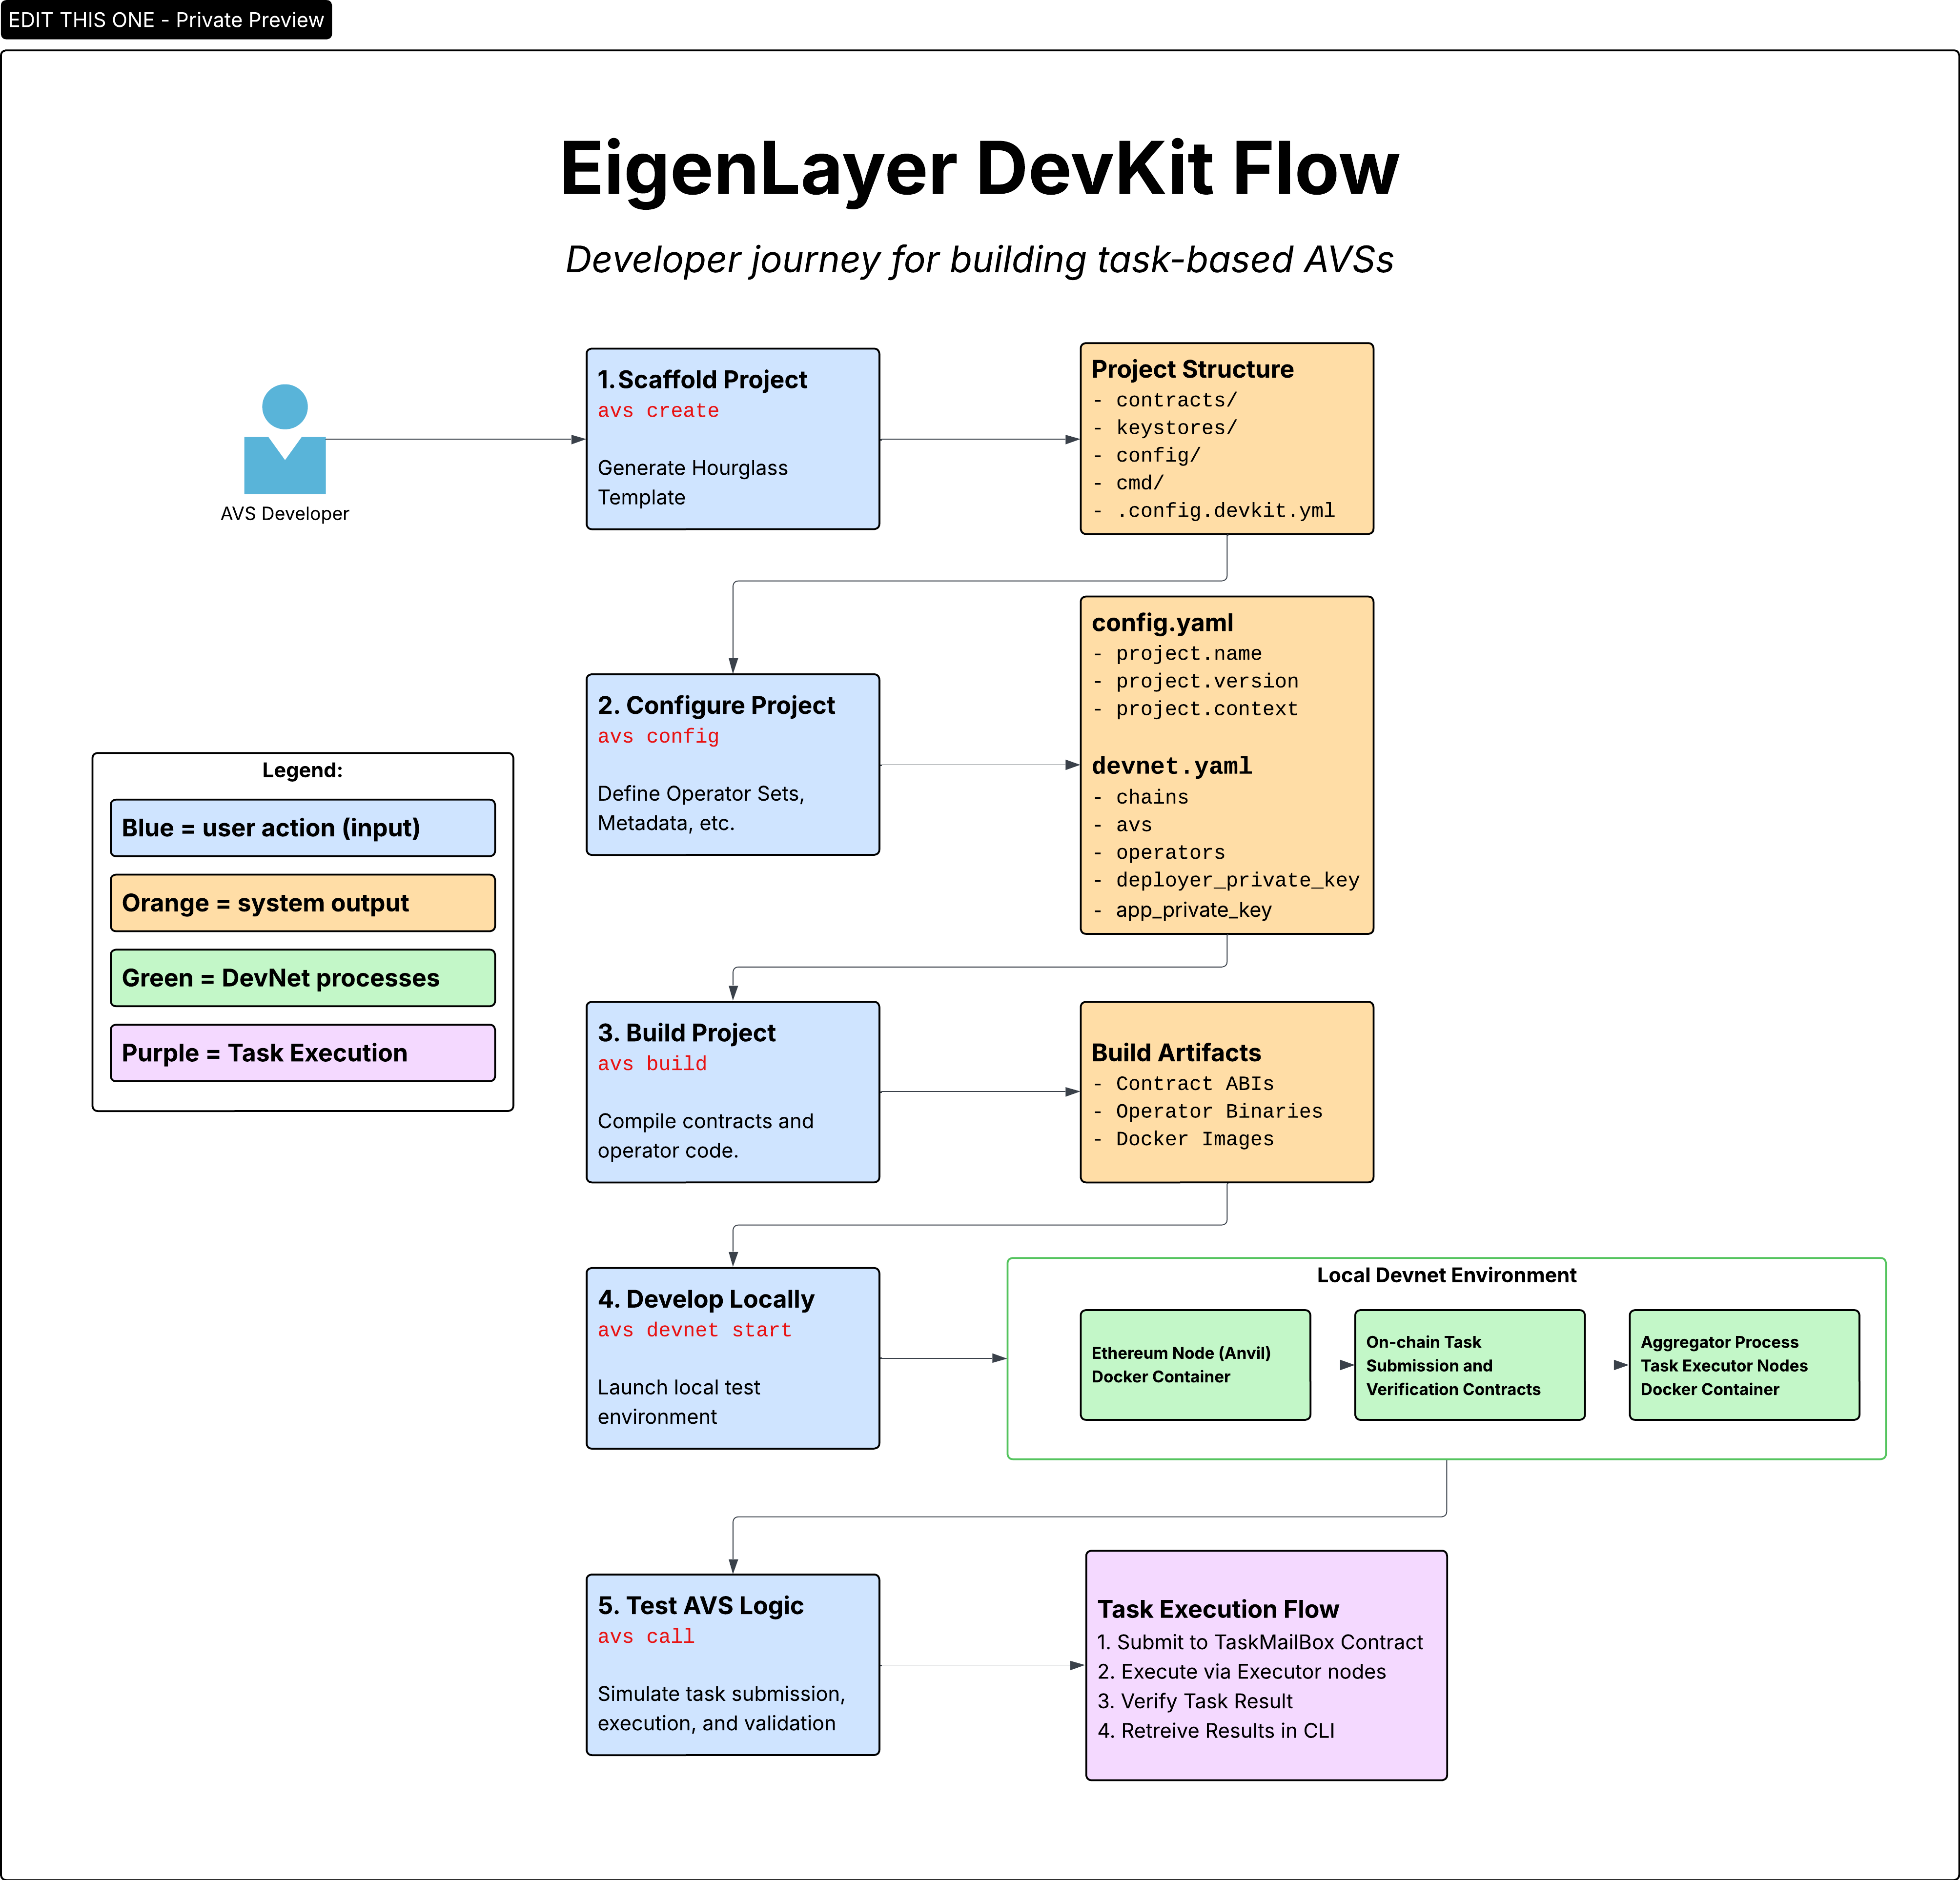 EDIT THIS ONE - Private Preview
EigenLayer DevKit Flow
Developer journey for building task-based AVSs
AVS Developer
1. Scaffold Project
avs create
Generate Hourglass
Template
Project Structure
- contracts/
- keystores/
- config/
- cmd/
- .config.devkit.yml
2. Configure Project
avs config
Define Operator Sets,
Metadata, etc.
config.yaml
- project.name
- project.version
- project.context
devnet.yaml
- chains
- avs
- operators
- deployer_private_key
- app_private_key
Legend:
Blue = user action (input)
Orange = system output
Green = DevNet processes
Purple = Task Execution
3. Build Project
avs build
Compile contracts and
operator code.
Build Artifacts
- Contract ABIs
- Operator Binaries
- Docker Images
4. Develop Locally
avs devnet start
Launch local test
environment
Local Devnet Environment
Ethereum Node (Anvil)
Docker Container
On-chain Task
Submission and
Verification Contracts
Aggregator Process
Task Executor Nodes
Docker Container
5. Test AVS Logic
avs call
Simulate task submission,
execution, and validation
Task Execution Flow
1. Submit to TaskMailBox Contract
2. Execute via Executor nodes
3. Verify Task Result
4. Retreive Results in CLI